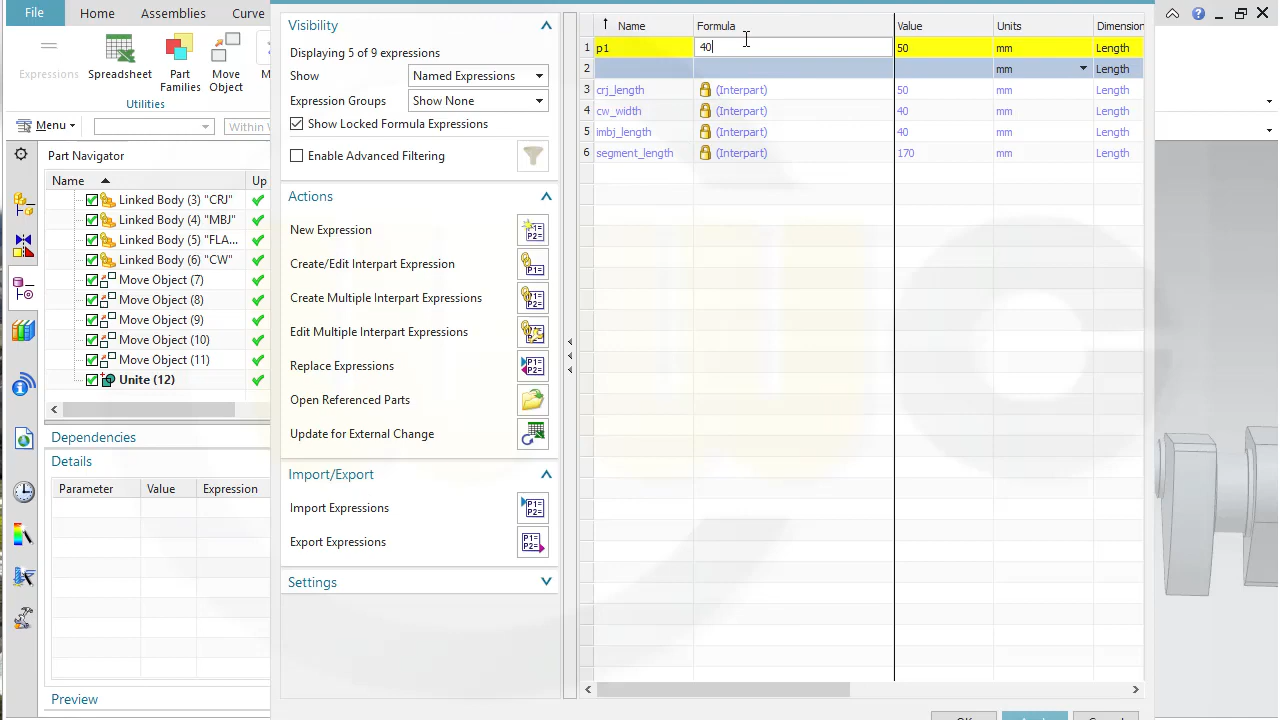 File Home Assemblies Curve
Expressions Spreadsheet Part Families Move Object M
Utilities
Menu Within W
Part Navigator
Name Up
Linked Body (3) "CRJ"
Linked Body (4) "MBJ"
Linked Body (5) "FLA...
Linked Body (6) "CW"
Move Object (7)
Move Object (8)
Move Object (9)
Move Object (10)
Move Object (11)
Unite (12)
Dependencies
Details
Parameter Value Expression
Preview
Visibility
Displaying 5 of 9 expressions
Show Named Expressions
Expression Groups Show None
Show Locked Formula Expressions
Enable Advanced Filtering
Actions
New Expression
Create/Edit Interpart Expression
Create Multiple Interpart Expressions
Edit Multiple Interpart Expressions
Replace Expressions
Open Referenced Parts
Update for External Change
Import/Export
Import Expressions
Export Expressions
Settings
Name Formula Value Units Dimension
1 p1 40 50 mm Length
2 mm Length
3 crj_length (Interpart) 50 mm Length
4 cw_width (Interpart) 40 mm Length
5 imbj_length (Interpart) 40 mm Length
6 segment_length (Interpart) 170 mm Length